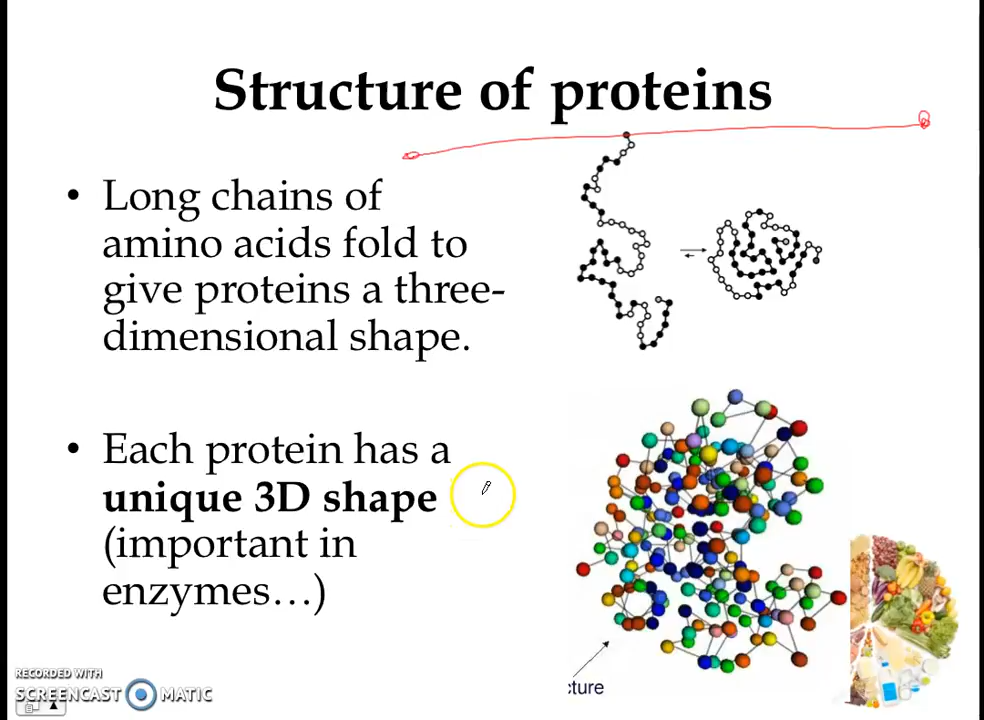 Structure of proteins
• Long chains of
amino acids fold to
give proteins a three-
dimensional shape.
• Each protein has a
unique 3D shape
(important in
enzymes…)
cture
RECORDED WITH
SCREENCAST MATIC